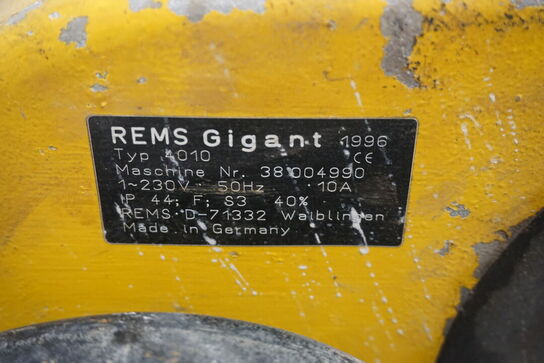 REMS Gigant 1996
Typ 4010 CE
Maschine Nr. 38004990
1~230V 50Hz 10A
IP 44; F; S3 40%
REMS D-71332 Waiblingen
Made in Germany